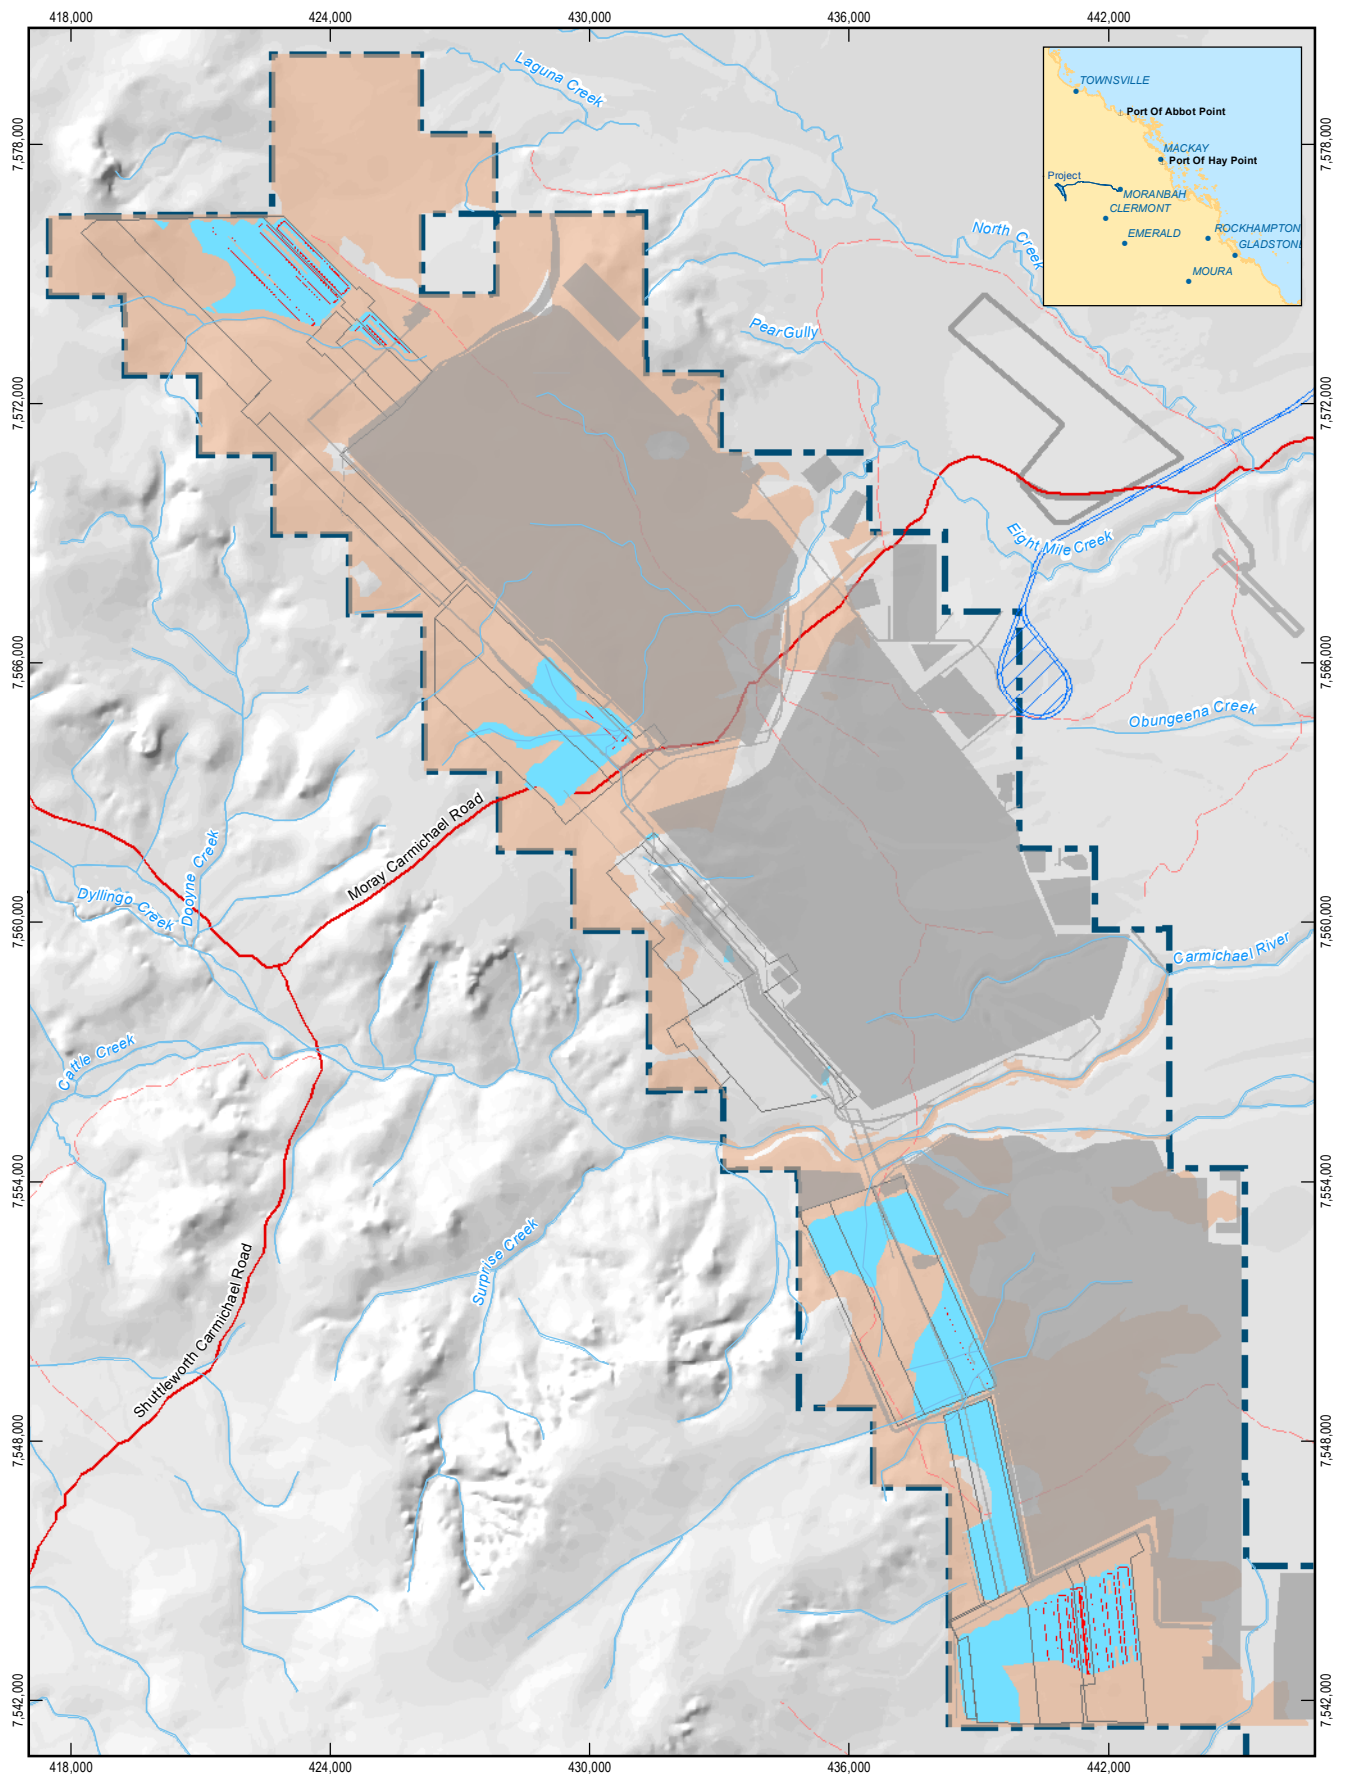 418,000
424,000
430,000
436,000
442,000
7,578,000
7,578,000
Laguna Creek
TOWNSVILLE
Port Of Abbot Point
MACKAY
Port Of Hay Point
Project
MORANBAH
CLERMONT
ROCKHAMPTON
EMERALD
GLADSTONE
MOURA
North Creek
Pear Gully
7,572,000
7,572,000
Eight Mile Creek
7,566,000
7,566,000
Obungeena Creek
Moray Carmichael Road
Dooyne Creek
Dyllingo Creek
7,560,000
7,560,000
Carmichael River
Cattle Creek
7,554,000
7,554,000
Surprise Creek
Shuttleworth Carmichael Road
7,548,000
7,548,000
7,542,000
7,542,000
418,000
424,000
430,000
436,000
442,000